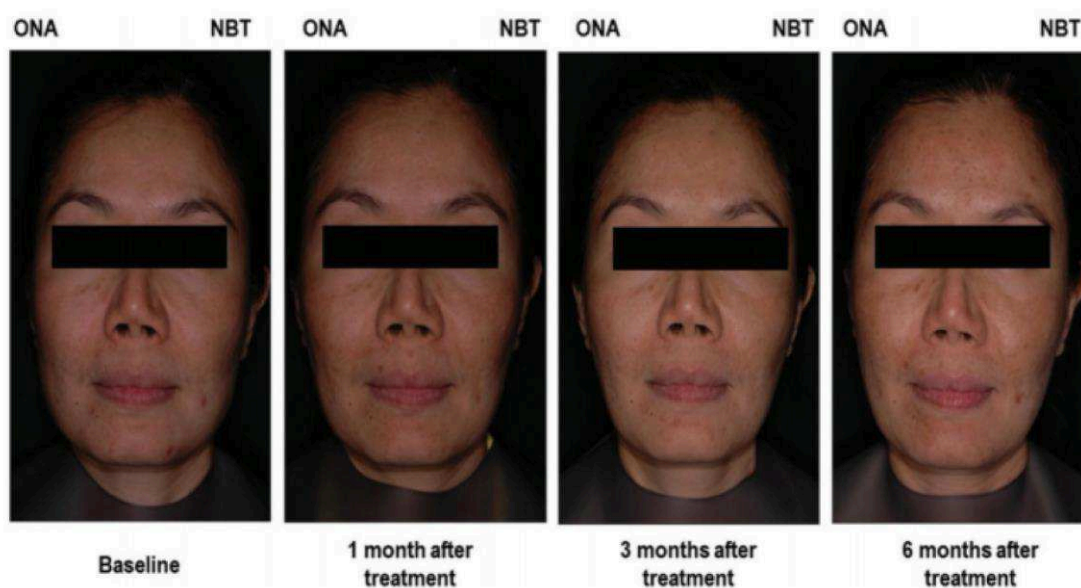 ONA NBT ONA NBT ONA NBT ONA NBT
Baseline
1 month after
treatment
3 months after
treatment
6 months after
treatment